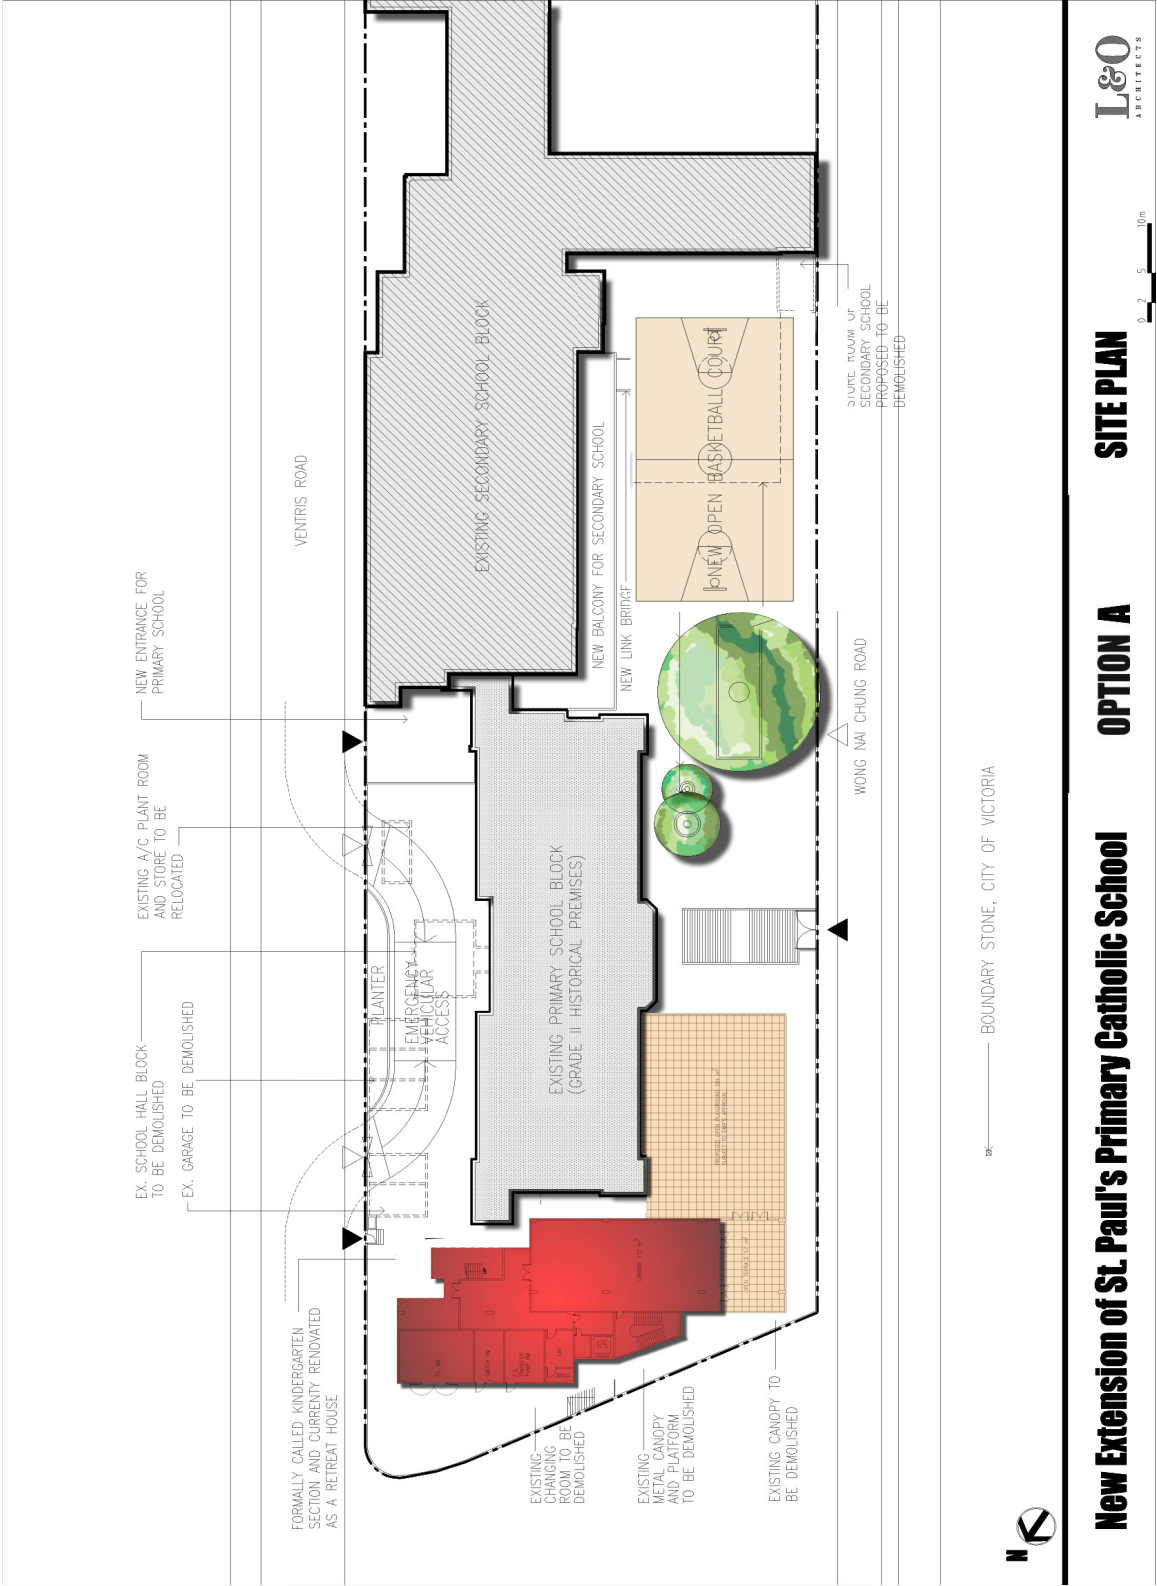 FORMALLY CALLED KINDERGARTEN
SECTION AND CURRENTY RENOVATED
AS A RETREAT HOUSE
EX. SCHOOL HALL BLOCK
TO BE DEMOLISHED
EX. GARAGE TO BE DEMOLISHED
EXISTING A/C PLANT ROOM
AND STORE TO BE
RELOCATED
NEW ENTRANCE FOR
PRIMARY SCHOOL
VENTRIS ROAD
PLANTER
EMERGENCY
VEHICULAR
ACCESS
EXISTING SECONDARY SCHOOL BLOCK
EXISTING PRIMARY SCHOOL BLOCK
(GRADE II HISTORICAL PREMISES)
NEW BALCONY FOR SECONDARY SCHOOL
NEW LINK BRIDGE
NEW OPEN BASKETBALL COURT
STORE ROOM OF
SECONDARY SCHOOL
PROPOSED TO BE
DEMOLISHED
EXISTING
CHANGING
ROOM TO BE
DEMOLISHED
EXISTING
METAL CANOPY
AND PLATFORM
TO BE DEMOLISHED
EXISTING CANOPY TO
BE DEMOLISHED
WONG NAI CHUNG ROAD
BOUNDARY STONE, CITY OF VICTORIA
N
New Extension of St. Paul's Primary Catholic School
OPTION A
SITE PLAN
0 2 5 10m
L&O
ARCHITECTS